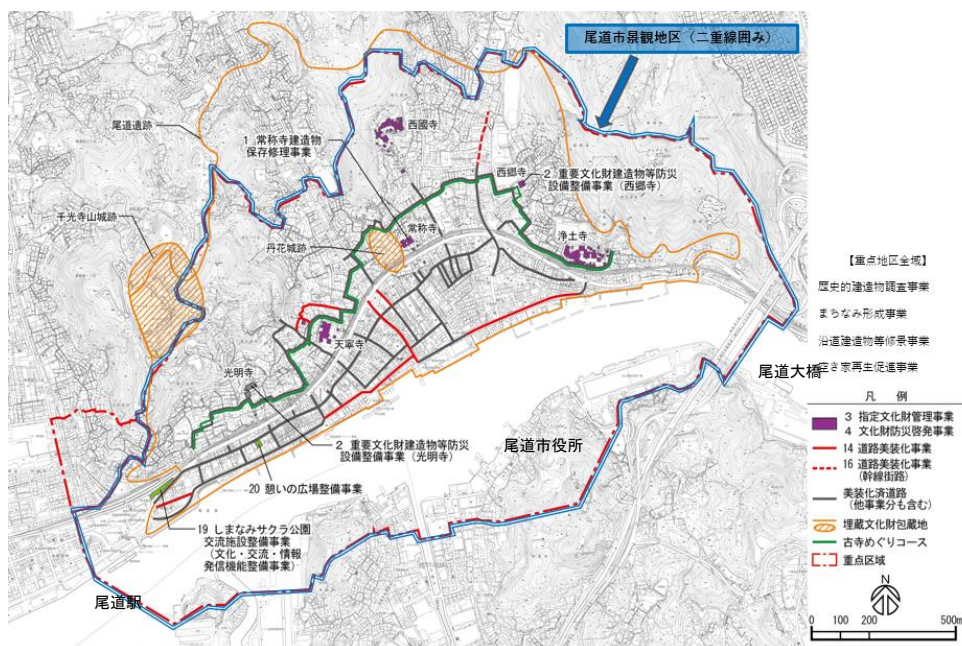 尾道市景観地区（二重線囲み）
尾道遺跡
1 常称寺建造物
保存修理事業
西國寺
西郷寺
2 重要文化財建造物等防災
設備整備事業（西郷寺）
千光寺山城跡
丹花城跡
常称寺
浄土寺
天寧寺
光明寺
2 重要文化財建造物等防災
設備整備事業（光明寺）
20 憩いの広場整備事業
19 しまなみサクラ公園
交流施設整備事業
（文化・交流・情報
発信機能整備事業）
尾道駅
尾道市役所
尾道大橋
【重点地区全域】
歴史的建造物調査事業
まちなみ形成事業
沿道建造物等修景事業
空き家再生促進事業
凡 例
3 指定文化財管理事業
4 文化財防災啓発事業
14 道路美装化事業
16 道路美装化事業
（幹線街路）
美装化済道路
（他事業分も含む）
埋蔵文化財包蔵地
古寺めぐりコース
重点区域
N
0 100 200 500m